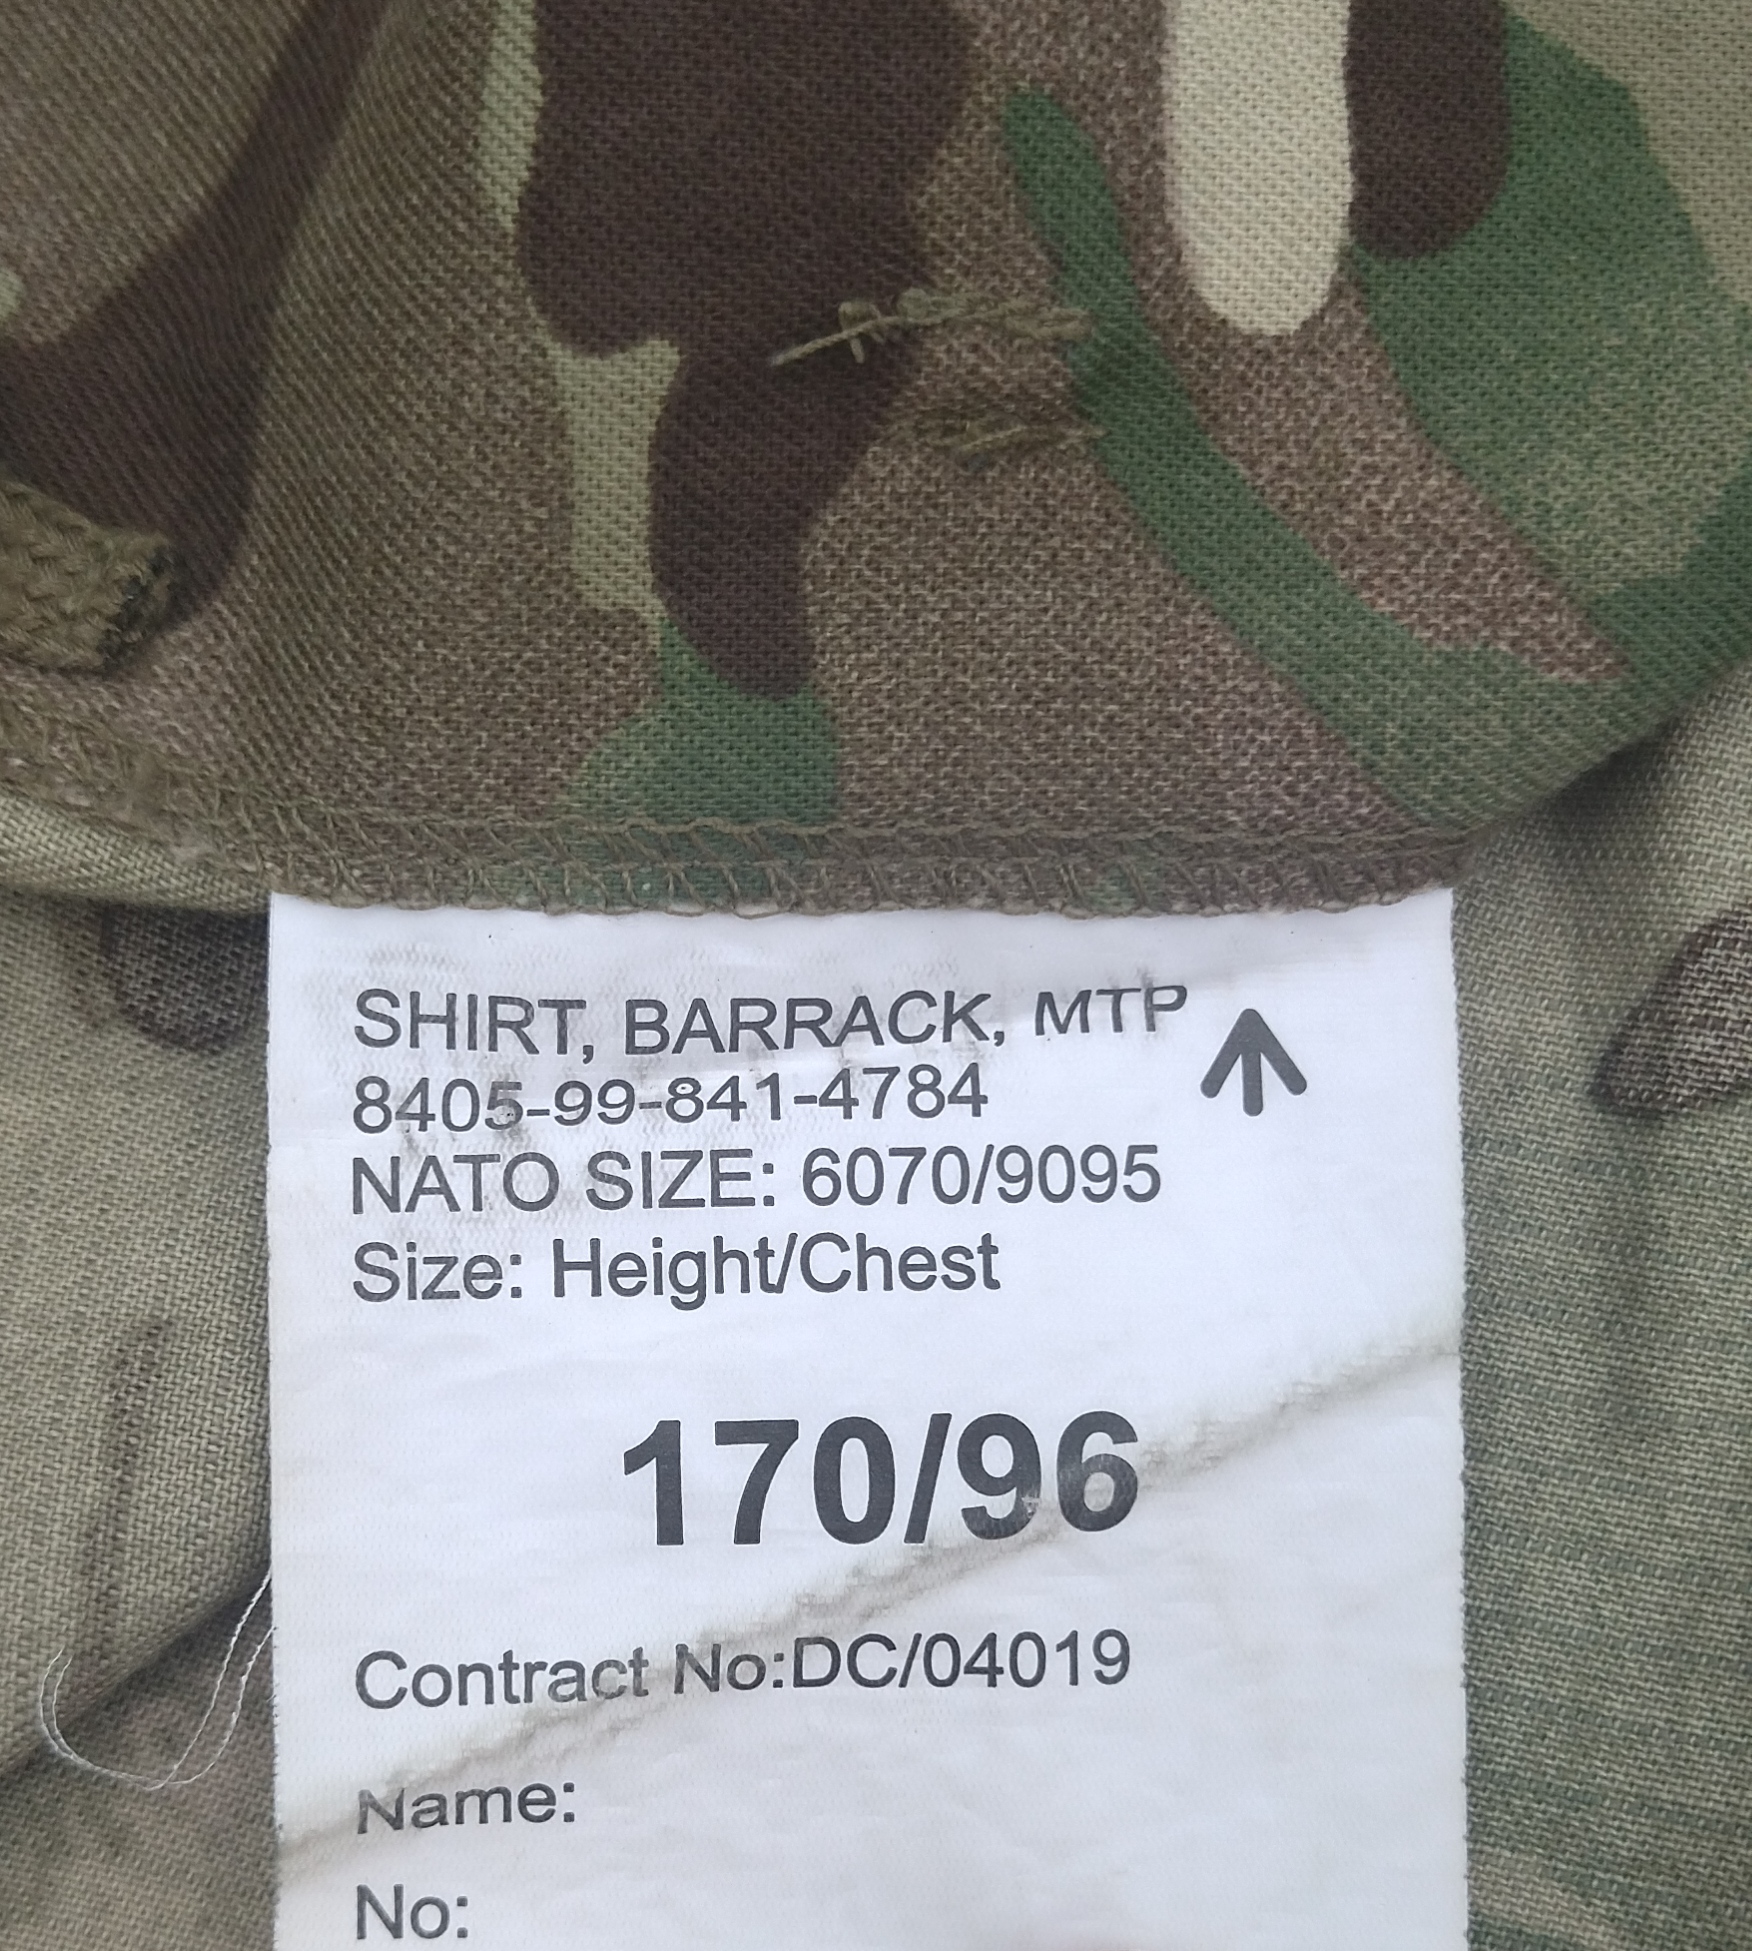 SHIRT, BARRACK, MTP
8405-99-841-4784
NATO SIZE: 6070/9095
Size: Height/Chest
170/96
Contract No:DC/04019
Name:
No: